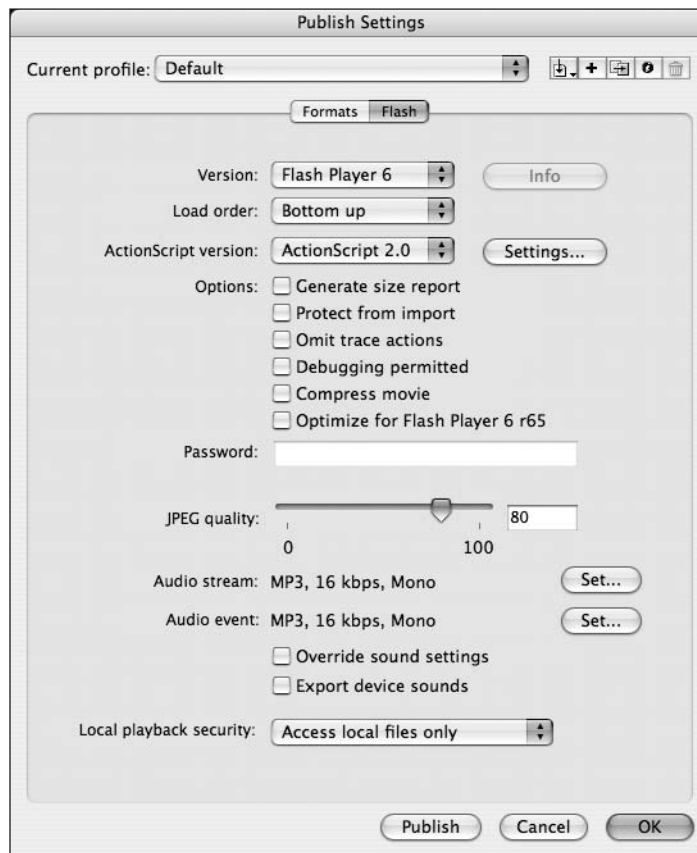 Publish Settings
Current profile: Default
Formats Flash
Version: Flash Player 6 Info
Load order: Bottom up
ActionScript version: ActionScript 2.0 Settings...
Options: Generate size report
Protect from import
Omit trace actions
Debugging permitted
Compress movie
Optimize for Flash Player 6 r65
Password:
JPEG quality: 80
0 100
Audio stream: MP3, 16 kbps, Mono Set...
Audio event: MP3, 16 kbps, Mono Set...
Override sound settings
Export device sounds
Local playback security: Access local files only
Publish Cancel OK